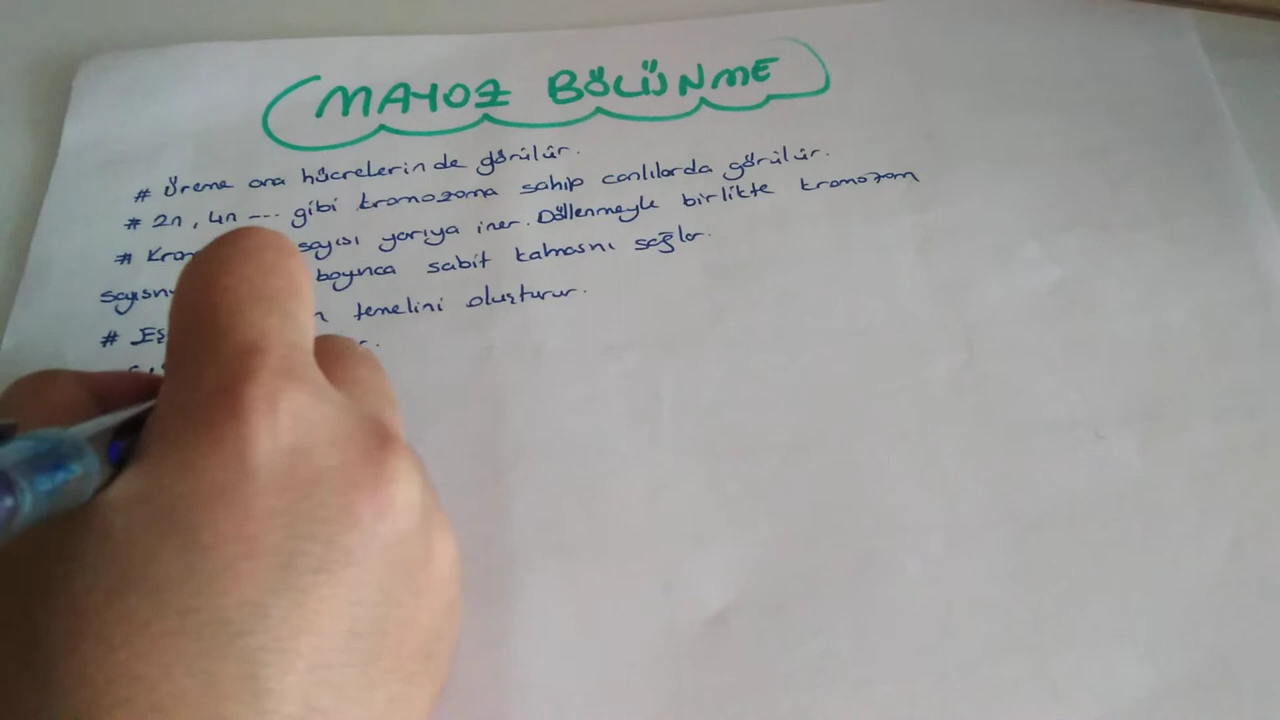 MAYOZ BÖLÜNME
# Üreme ana hücrelerinde görülür.
# 2n, 4n --- gibi kromozoma sahip canlılarda görülür.
# sayısı yarıya iner. Döllenmeyle birlikte kromozom
boyunca sabit kalmasını sağlar.
# temelini oluşturur.